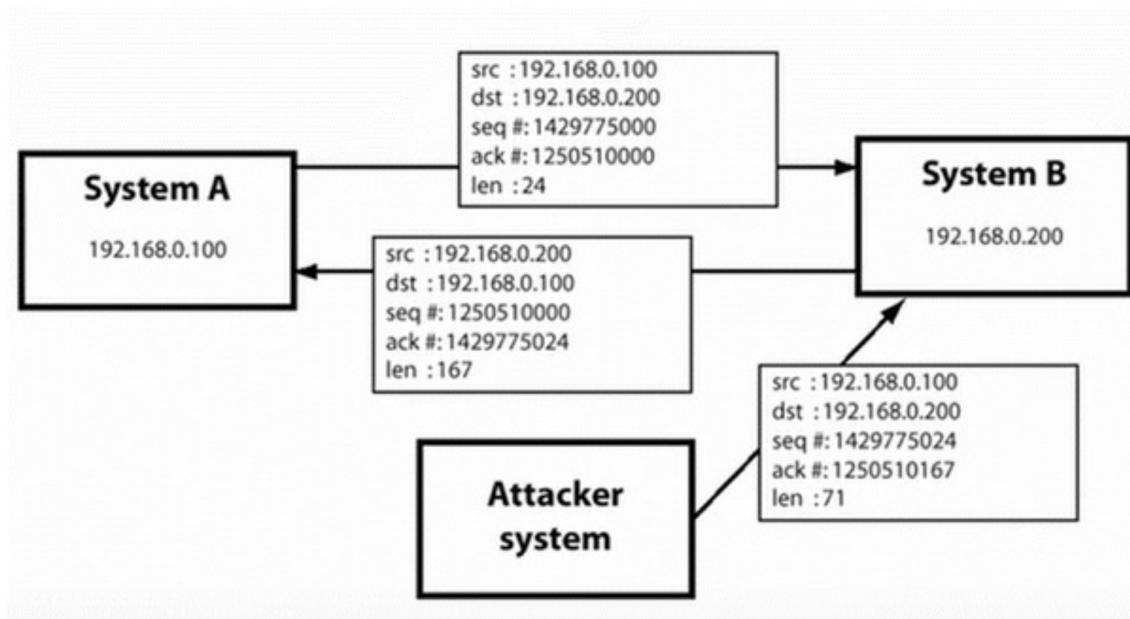 src : 192.168.0.100
dst : 192.168.0.200
seq #: 1429775000
ack #: 1250510000
len : 24
System A
192.168.0.100
System B
192.168.0.200
src : 192.168.0.200
dst : 192.168.0.100
seq #: 1250510000
ack #: 1429775024
len : 167
src : 192.168.0.100
dst : 192.168.0.200
seq #: 1429775024
ack #: 1250510167
len : 71
Attacker
system